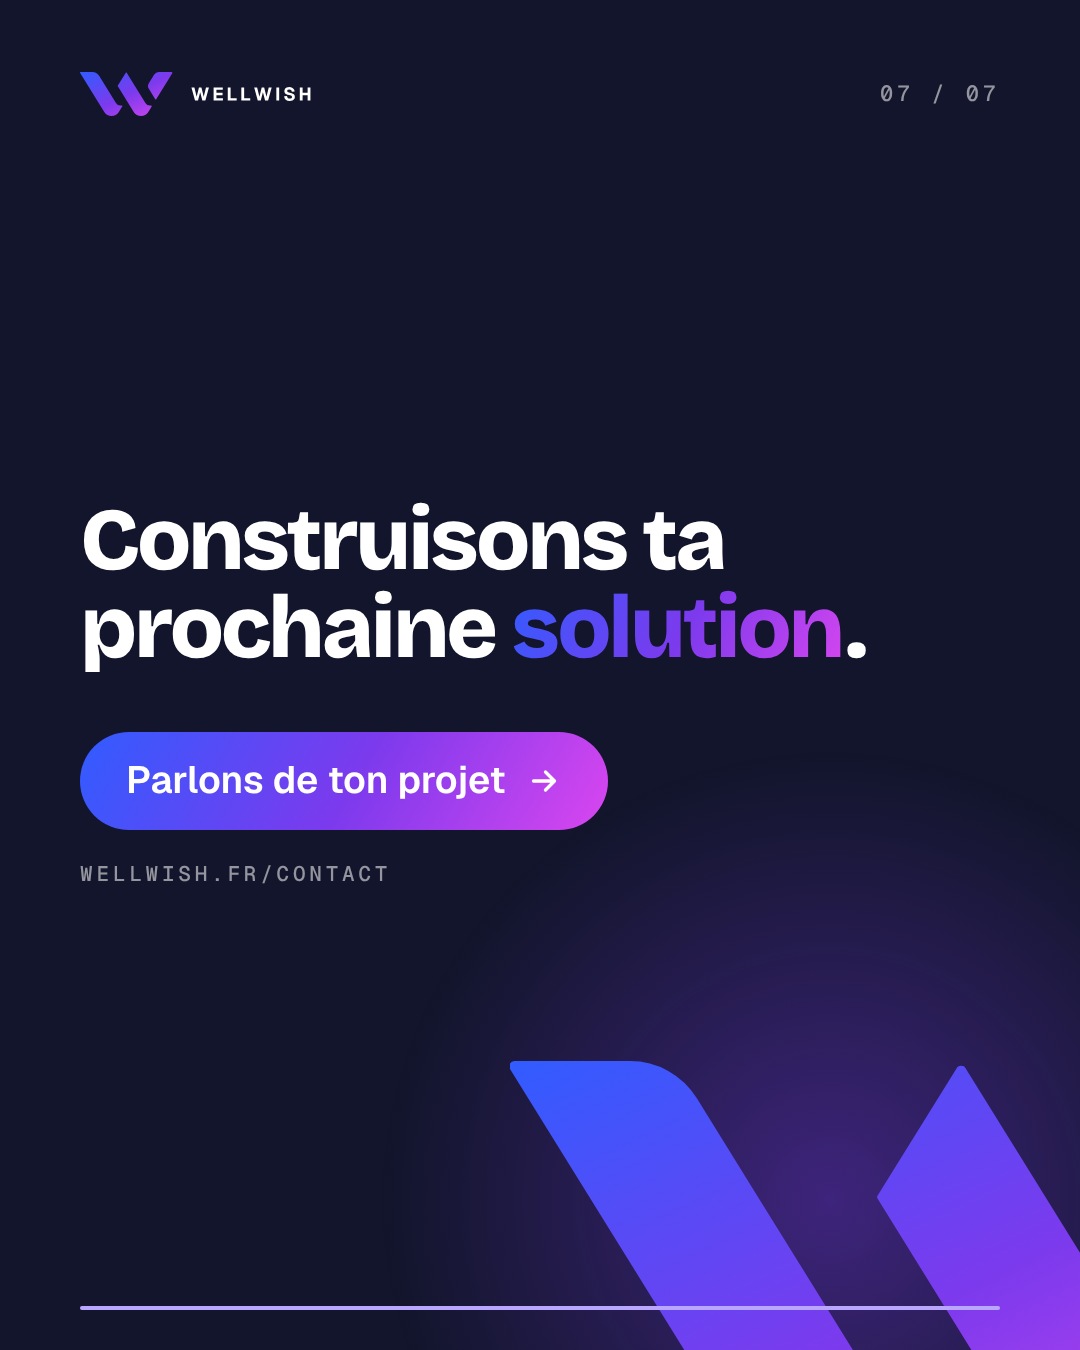 WELLWISH
07 / 07
Construisons ta
prochaine solution.
Parlons de ton projet →
WELLWISH.FR/CONTACT